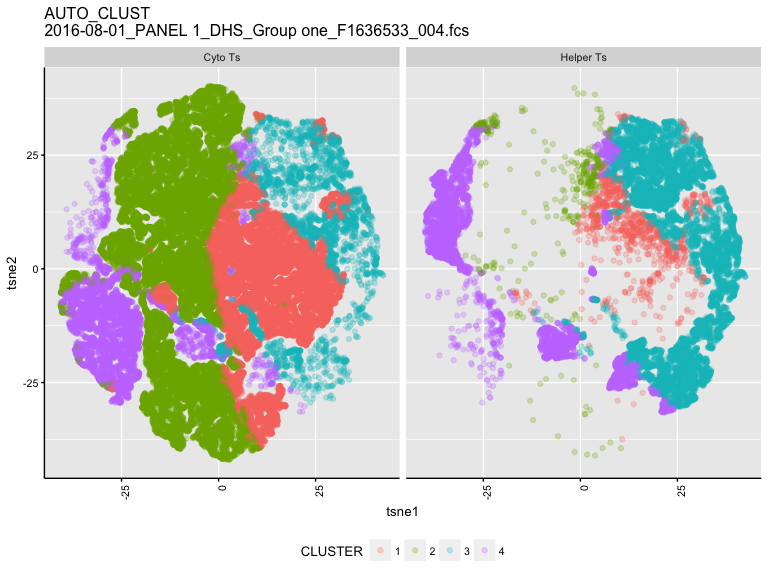 AUTO_CLUST
2016-08-01_PANEL 1_DHS_Group one_F1636533_004.fcs
Cyto Ts
Helper Ts
tsne2
25
0
-25
-25
0
25
-25
0
25
tsne1
CLUSTER 1 2 3 4